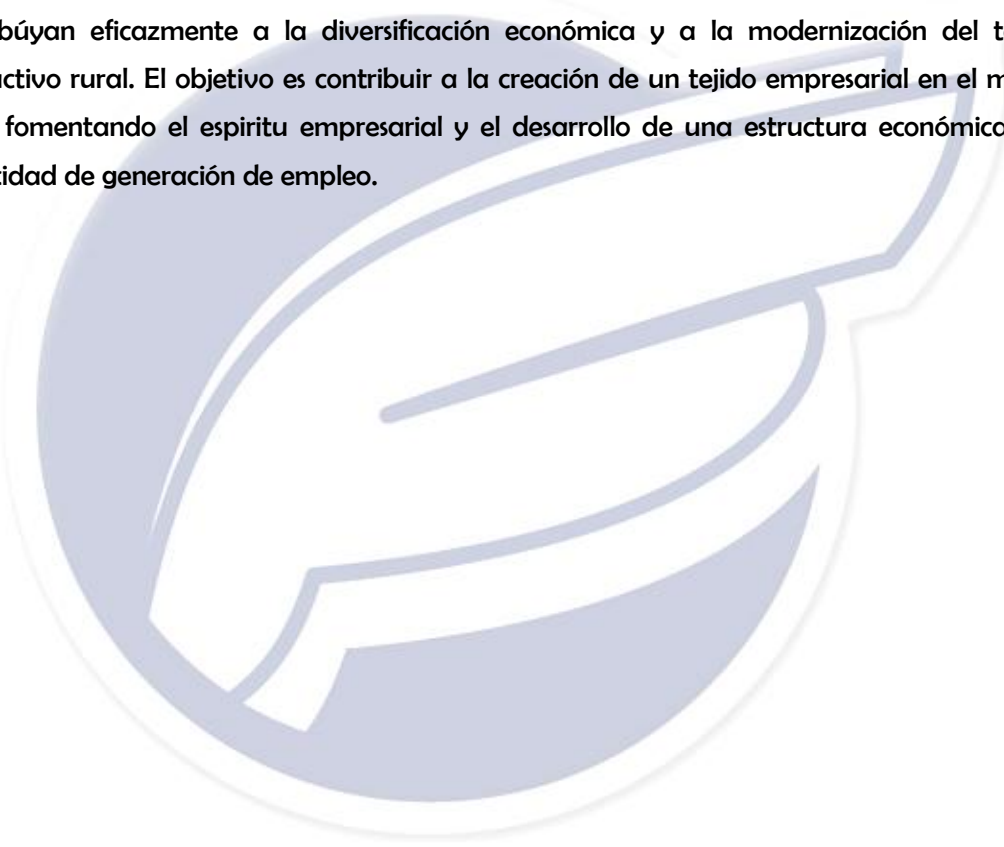 búyan eficazmente a la diversificación económica y a la modernización del t
ctivo rural. El objetivo es contribuir a la creación de un tejido empresarial en el m
fomentando el espiritu empresarial y el desarrollo de una estructura económica
idad de generación de empleo.